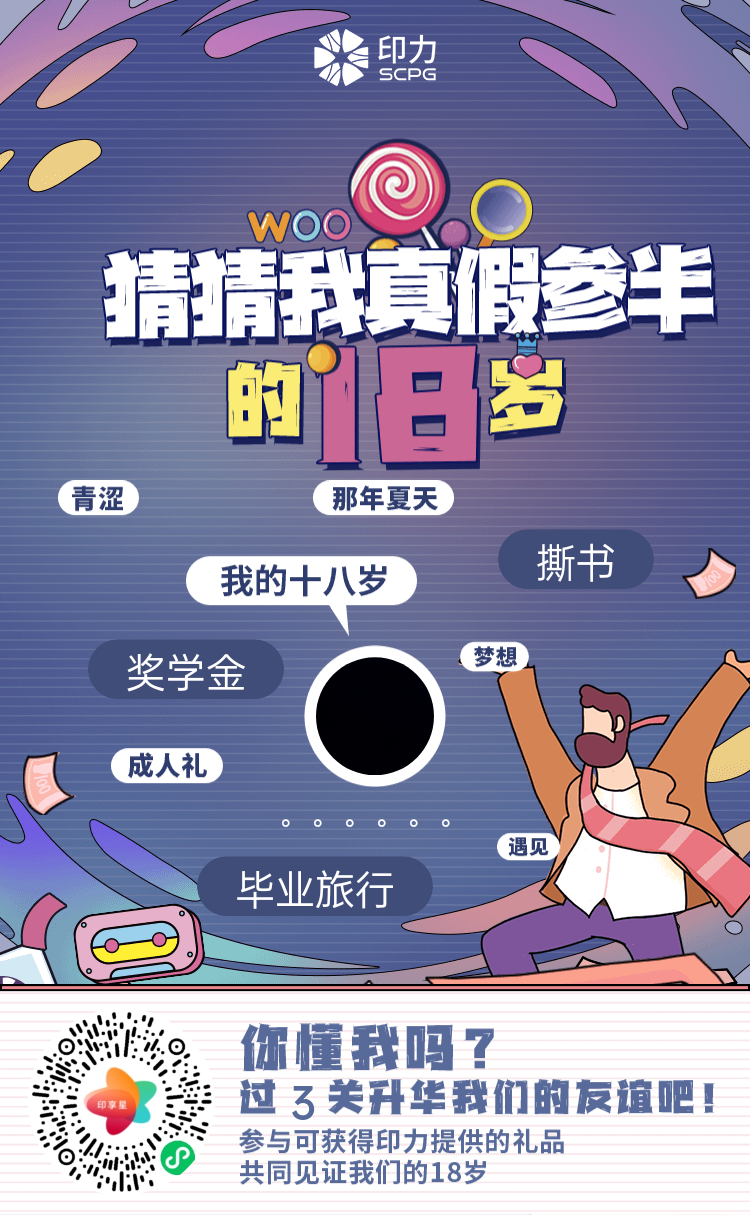 印力
SCPG
WOO
猜猜我真假参半
的18岁
青涩
那年夏天
撕书
我的十八岁
100
奖学金
梦想
成人礼
100
遇见
毕业旅行
你懂我吗？
印享星
过3关升华我们的友谊吧！
参与可获得印力提供的礼品
共同见证我们的18岁